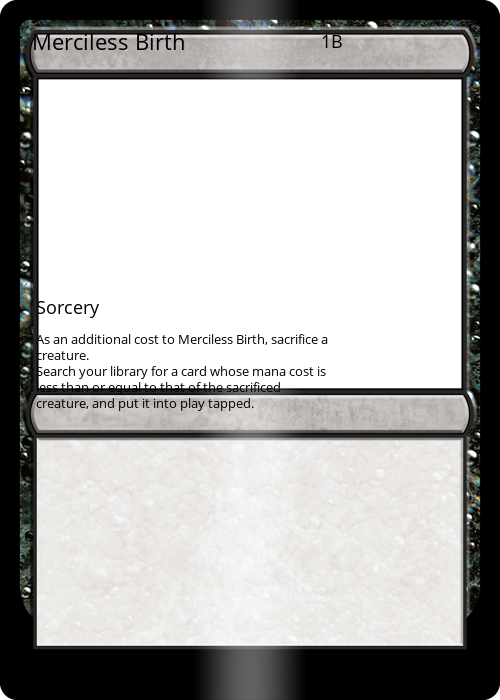 Merciless Birth 1B
Sorcery
As an additional cost to Merciless Birth, sacrifice a
creature.
Search your library for a card whose mana cost is
less than or equal to that of the sacrificed
creature, and put it into play tapped.